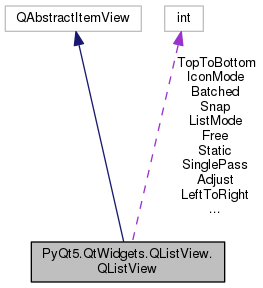 QAbstractItemView
int
TopToBottom
IconMode
Batched
Snap
ListMode
Free
Static
SinglePass
Adjust
LeftToRight
...
PyQt5.QtWidgets.QListView.
QListView